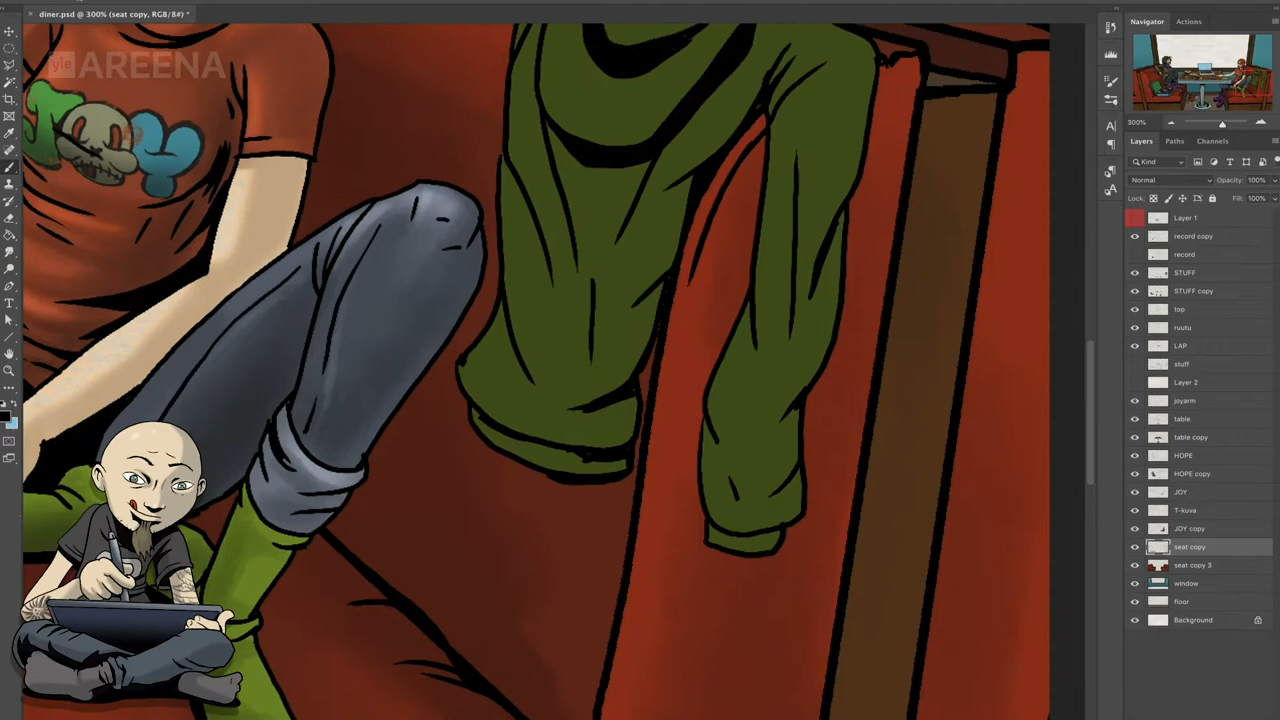 diner.psd @ 300% (seat copy, RGB/8#) *
Navigator
Actions
yle AREENA
JOY
300%
Layers
Paths
Channels
Kind
Normal
Opacity: 100%
Lock:
Fill: 100%
Layer 1
record copy
record
STUFF
STUFF copy
top
ruutu
LAP
stuff
Layer 2
joyarm
table
table copy
HOPE
HOPE copy
JOY
T-kuva
JOY copy
seat copy
seat copy 3
window
floor
Background